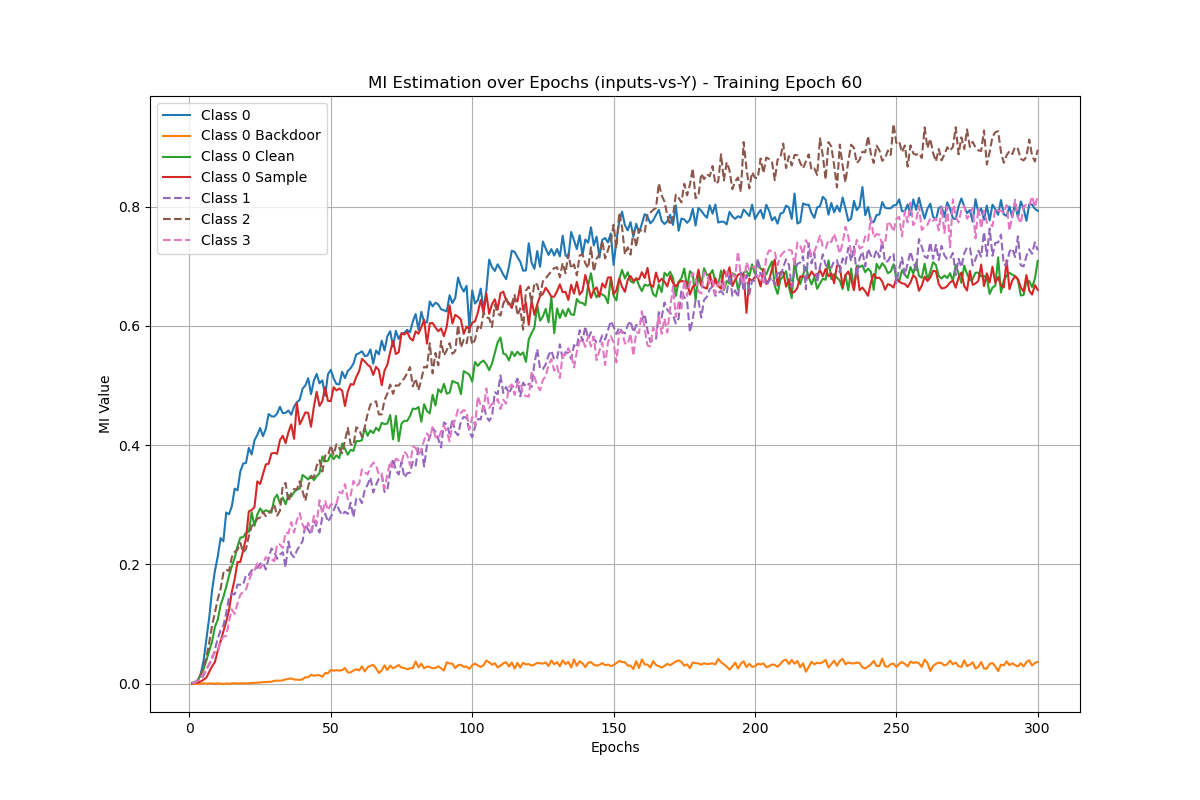 MI Estimation over Epochs (inputs-vs-Y) - Training Epoch 60
Class 0
Class 0 Backdoor
Class 0 Clean
Class 0 Sample
Class 1
Class 2
Class 3
MI Value
0.8
0.6
0.4
0.2
0.0
0 50 100 150 200 250 300
Epochs